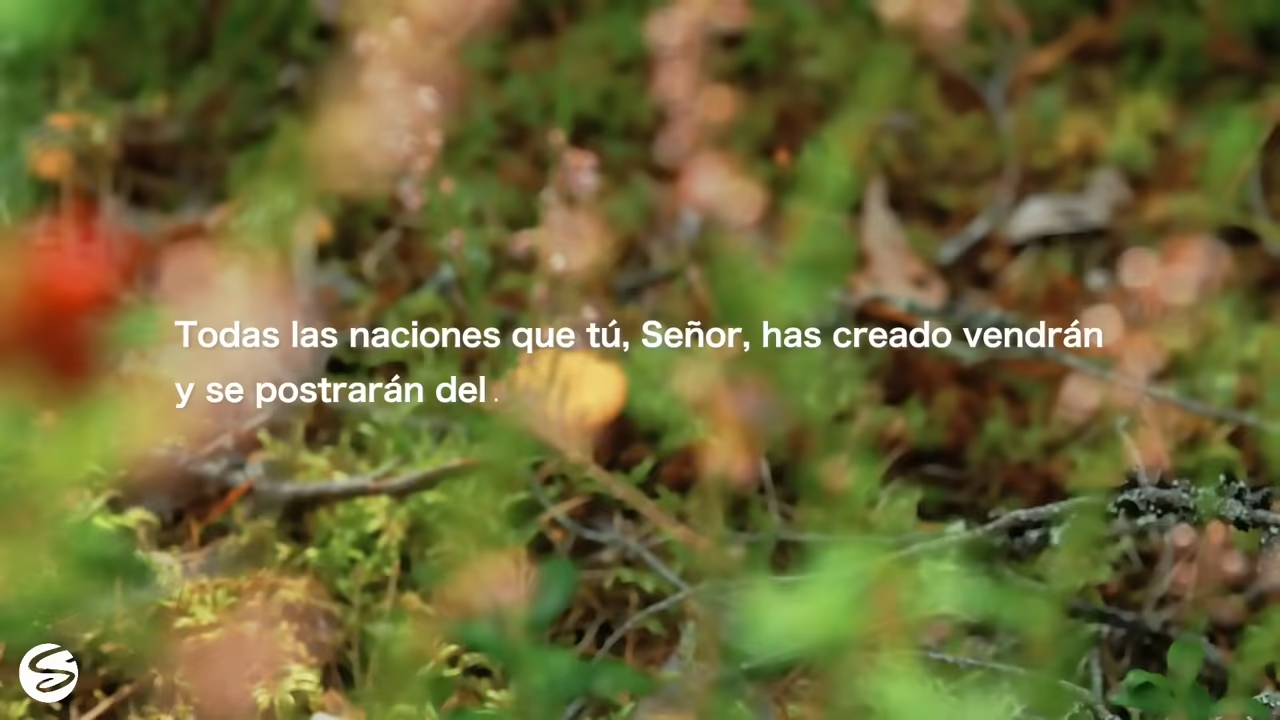 Todas las naciones que tú, Señor, has creado vendrán
y se postrarán del